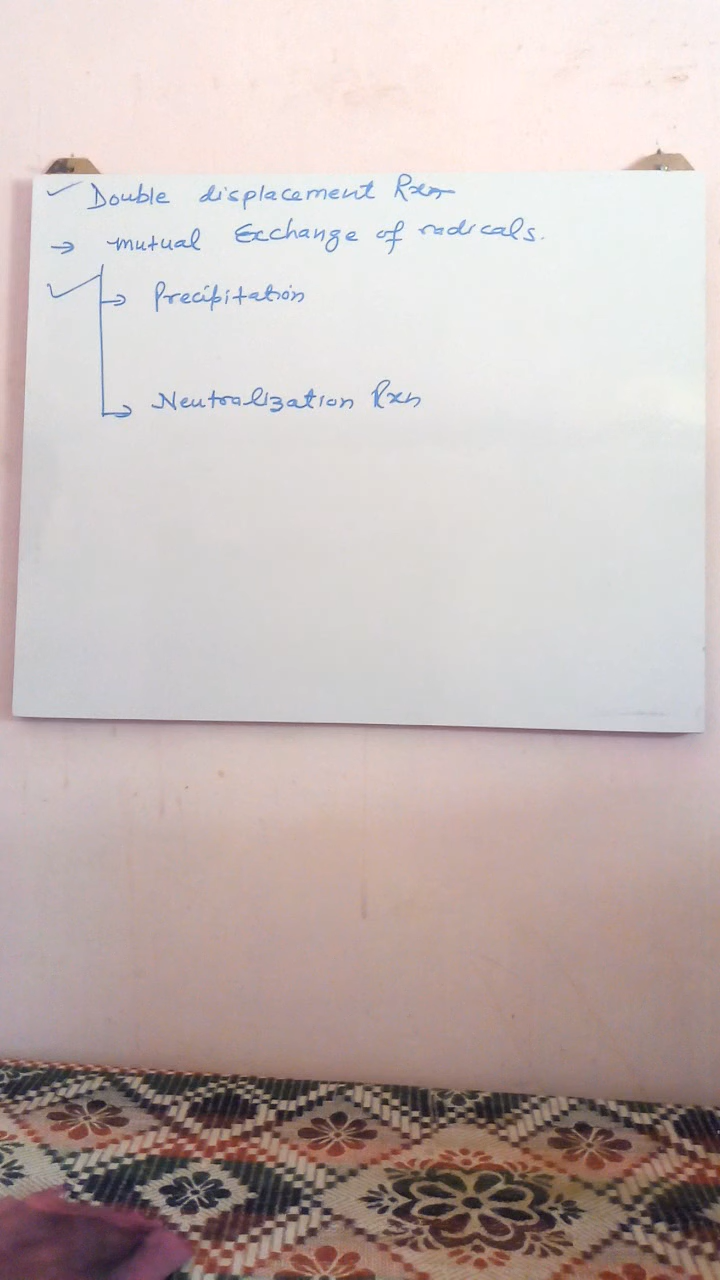 ✓ Double displacement Rxn
→ mutual Exchange of radicals.
✓ → Precipitation
→ Neutralization Rxn